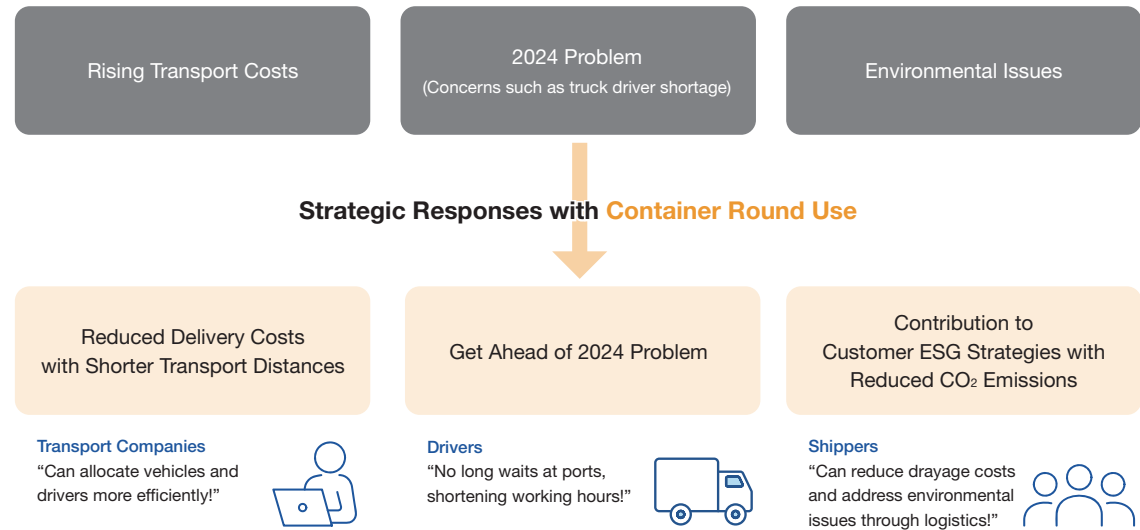 Rising Transport Costs
2024 Problem
(Concerns such as truck driver shortage)
Environmental Issues
Strategic Responses with Container Round Use
Reduced Delivery Costs
with Shorter Transport Distances
Get Ahead of 2024 Problem
Contribution to
Customer ESG Strategies with
Reduced CO₂ Emissions
Transport Companies
“Can allocate vehicles and
drivers more efficiently!”
Drivers
“No long waits at ports,
shortening working hours!”
Shippers
“Can reduce drayage costs
and address environmental
issues through logistics!”